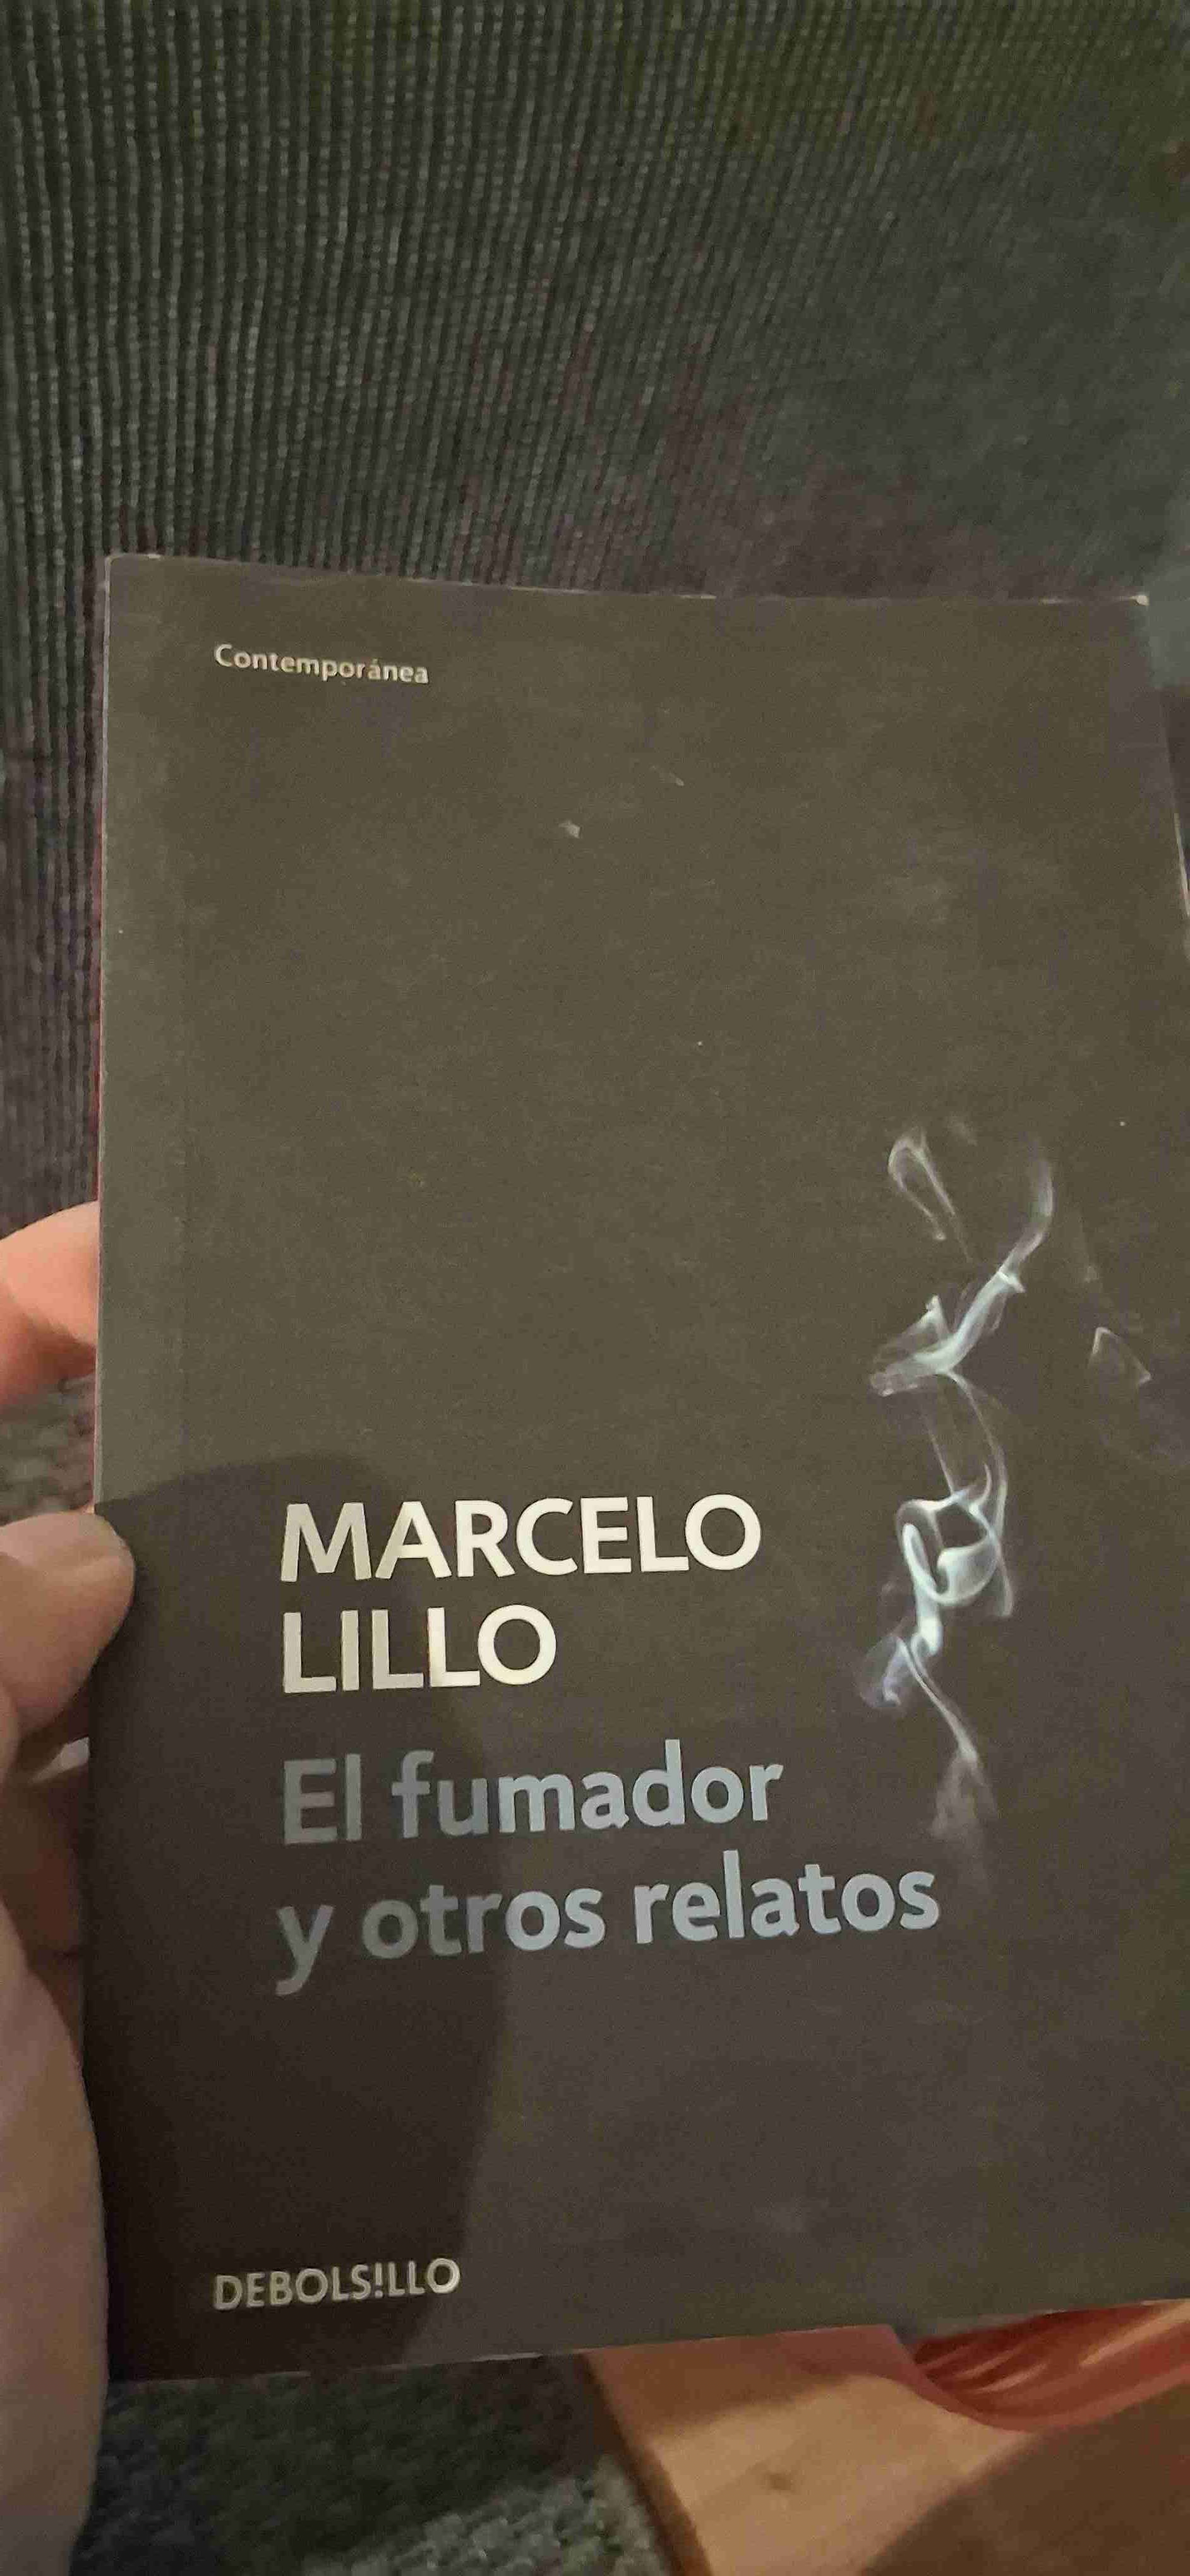 Contemporánea
MARCELO
LILLO
El fumador
y otros relatos
DEBOLS!LLO